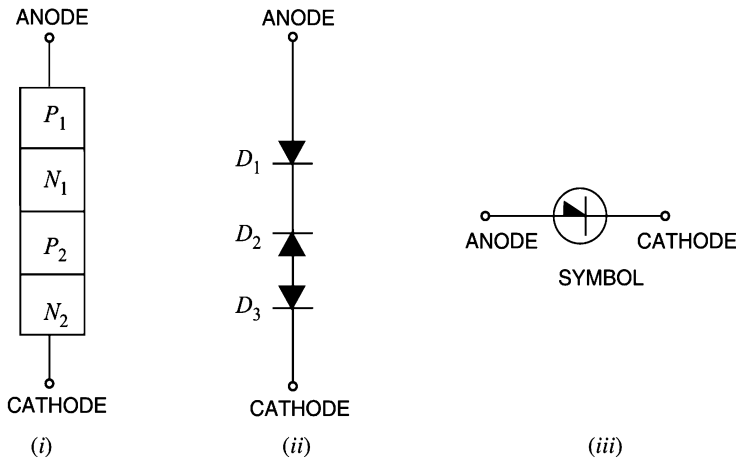 ANODE
P1
N1
P2
N2
CATHODE
(i)
ANODE
D1
D2
D3
CATHODE
(ii)
ANODE
CATHODE
SYMBOL
(iii)